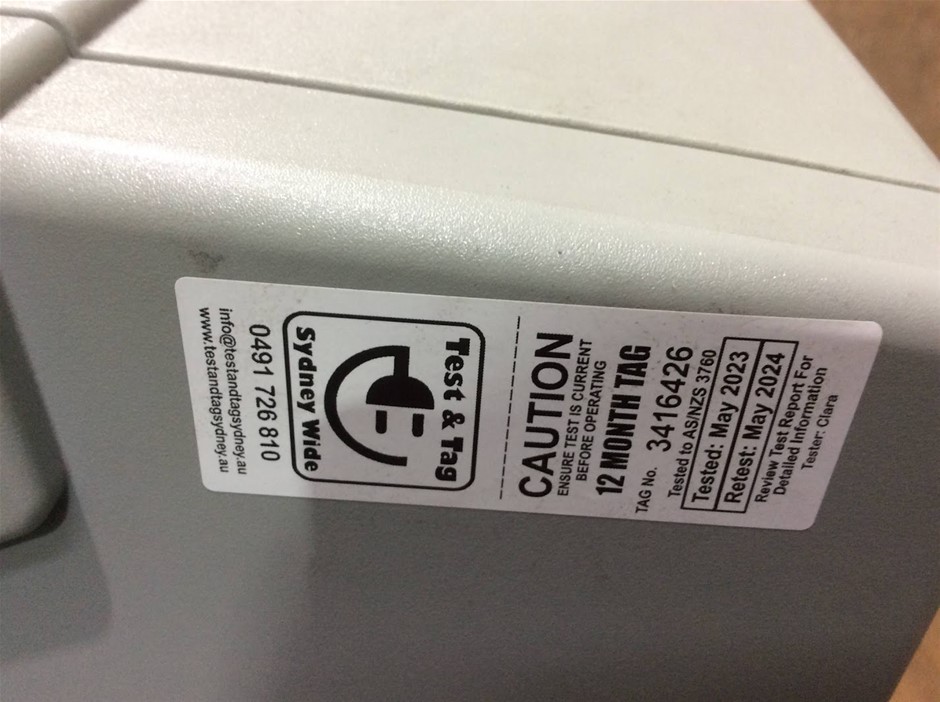 CAUTION
ENSURE TEST IS CURRENT
BEFORE OPERATING
12 MONTH TAG
TAG No. 3416426
Tested to AS/NZS 3760
Tested: May 2023
Retest: May 2024
Review Test Report For
Detailed Information
Tester: Clara
Test & Tag
Sydney Wide
0491 726 810
info@testandtagsydney.au
www.testandtagsydney.au